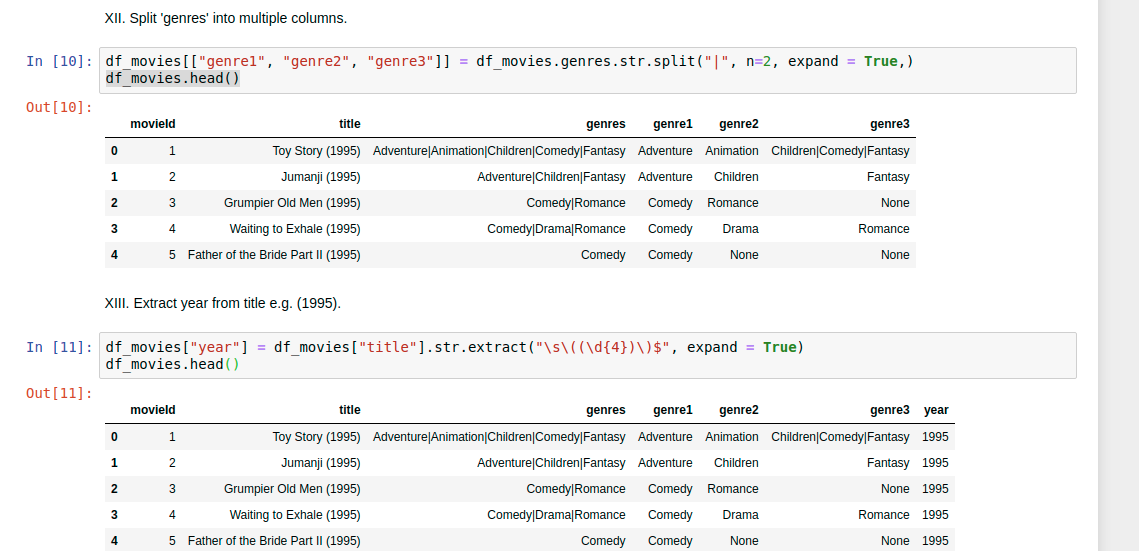 XII. Split 'genres' into multiple columns.
In [10]: df_movies[["genre1", "genre2", "genre3"]] = df_movies.genres.str.split("|", n=2, expand = True,)
df_movies.head()
Out[10]:
movieId title genres genre1 genre2 genre3
0 1 Toy Story (1995) Adventure|Animation|Children|Comedy|Fantasy Adventure Animation Children|Comedy|Fantasy
1 2 Jumanji (1995) Adventure|Children|Fantasy Adventure Children Fantasy
2 3 Grumpier Old Men (1995) Comedy|Romance Comedy Romance None
3 4 Waiting to Exhale (1995) Comedy|Drama|Romance Comedy Drama Romance
4 5 Father of the Bride Part II (1995) Comedy Comedy None None
XIII. Extract year from title e.g. (1995).
In [11]: df_movies["year"] = df_movies["title"].str.extract("\s\((\d{4})\)$", expand = True)
df_movies.head()
Out[11]:
movieId title genres genre1 genre2 genre3 year
0 1 Toy Story (1995) Adventure|Animation|Children|Comedy|Fantasy Adventure Animation Children|Comedy|Fantasy 1995
1 2 Jumanji (1995) Adventure|Children|Fantasy Adventure Children Fantasy 1995
2 3 Grumpier Old Men (1995) Comedy|Romance Comedy Romance None 1995
3 4 Waiting to Exhale (1995) Comedy|Drama|Romance Comedy Drama Romance 1995
4 5 Father of the Bride Part II (1995) Comedy Comedy None None 1995